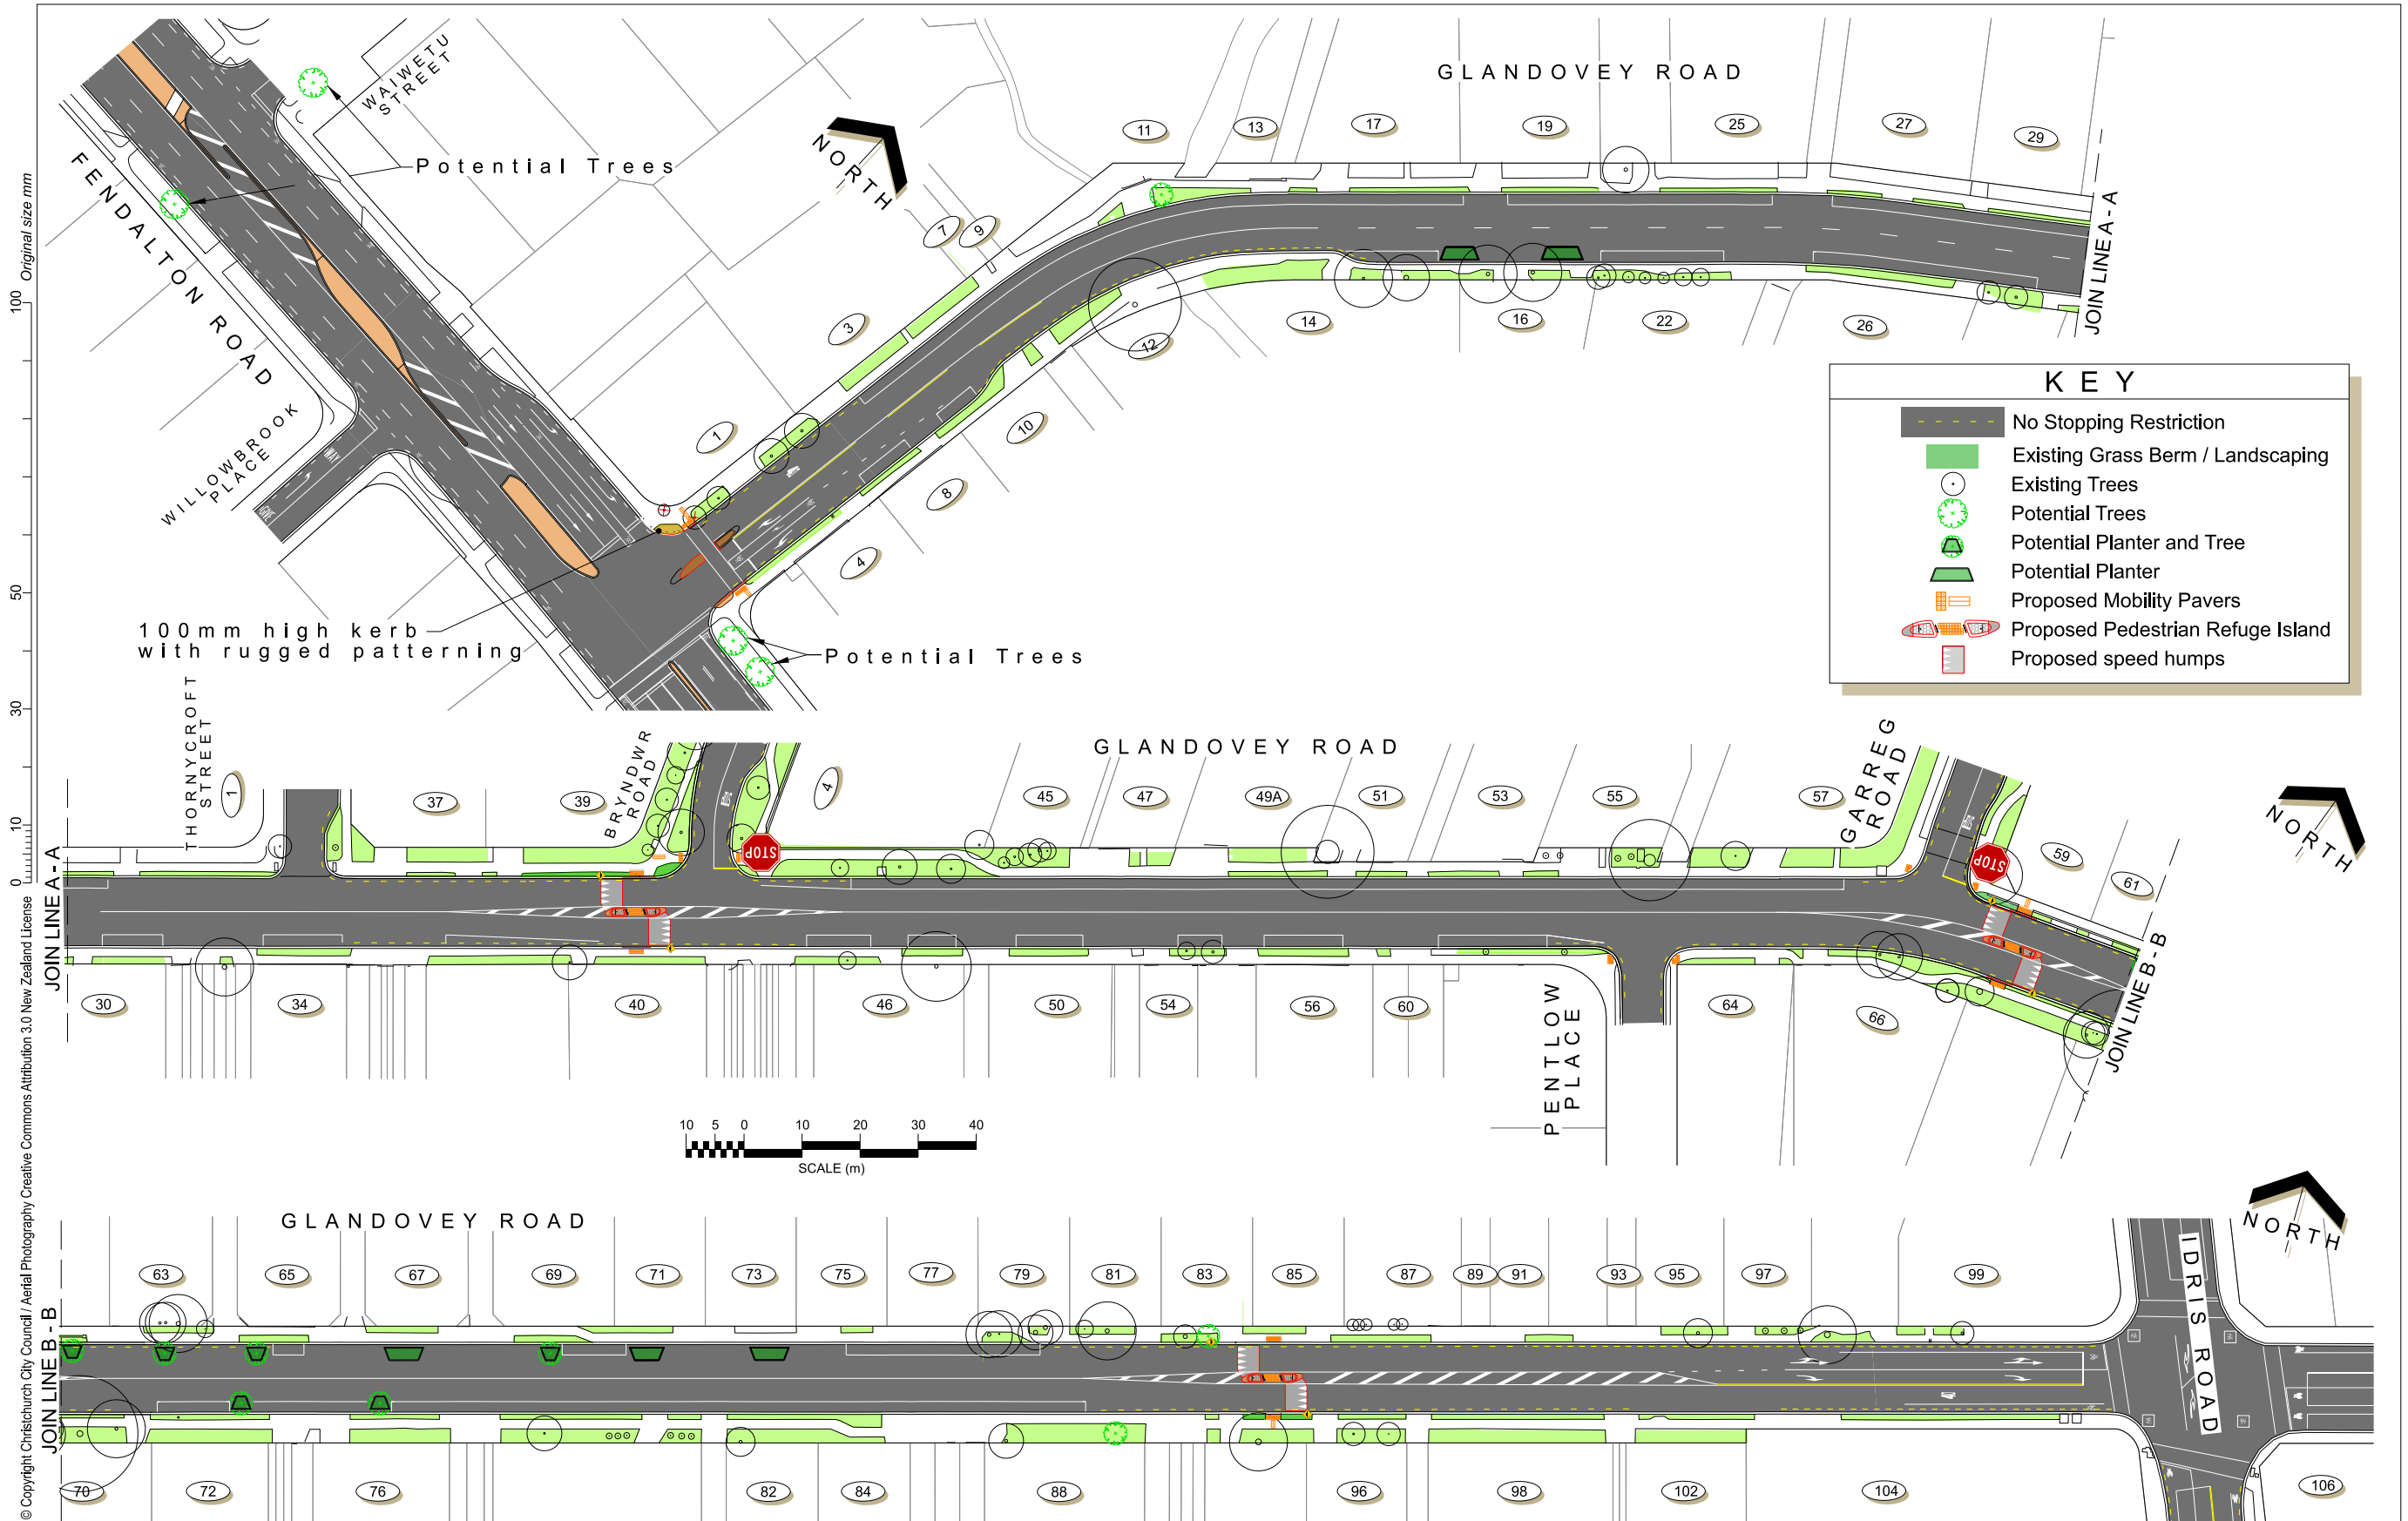 GLANDOVEY ROAD
WAIWETU
STREET
Potential Trees
NORTH
FENDALTON ROAD
WILLOWBROOK
PLACE
WAY
GIVE
11
13
17
19
25
27
29
7
9
3
1
12
14
16
22
26
10
8
4
JOIN LINE A - A
100mm high kerb
with rugged patterning
Potential Trees
KEY
No Stopping Restriction
Existing Grass Berm / Landscaping
Existing Trees
Potential Trees
Potential Planter and Tree
Potential Planter
Proposed Mobility Pavers
Proposed Pedestrian Refuge Island
Proposed speed humps
Original size mm
100
50
30
10
0
THORNYCROFT
STREET
BRYNDWR
ROAD
GLANDOVEY ROAD
GARREG
ROAD
NORTH
1
37
39
4
45
47
49A
51
53
55
57
59
61
STOP
STOP
JOIN LINE A - A
30
34
40
46
50
54
56
60
64
66
PENTLOW
PLACE
JOIN LINE B - B
10 5 0 10 20 30 40
SCALE (m)
GLANDOVEY ROAD
NORTH
IDRIS ROAD
63
65
67
69
71
73
75
77
79
81
83
85
87
89
91
93
95
97
99
JOIN LINE B - B
70
72
76
82
84
88
96
98
102
104
106
© Copyright Christchurch City Council / Aerial Photography Creative Commons Attribution 3.0 New Zealand License